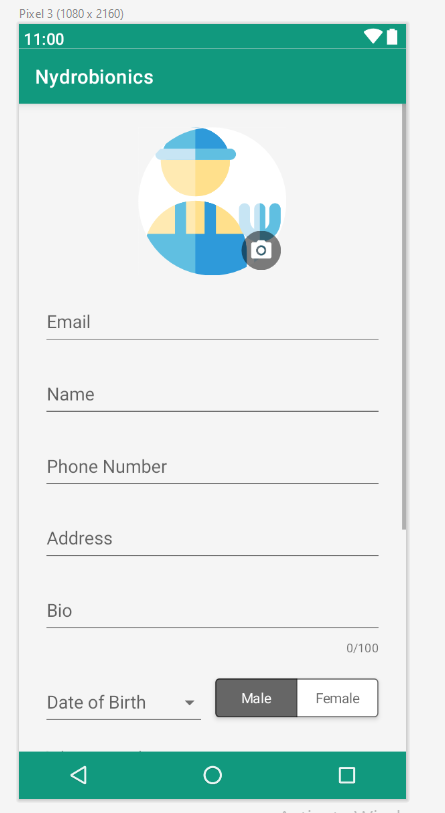 Pixel 3 (1080 x 2160)
11:00
Nydrobionics
Email
Name
Phone Number
Address
Bio
0/100
Date of Birth
Male
Female